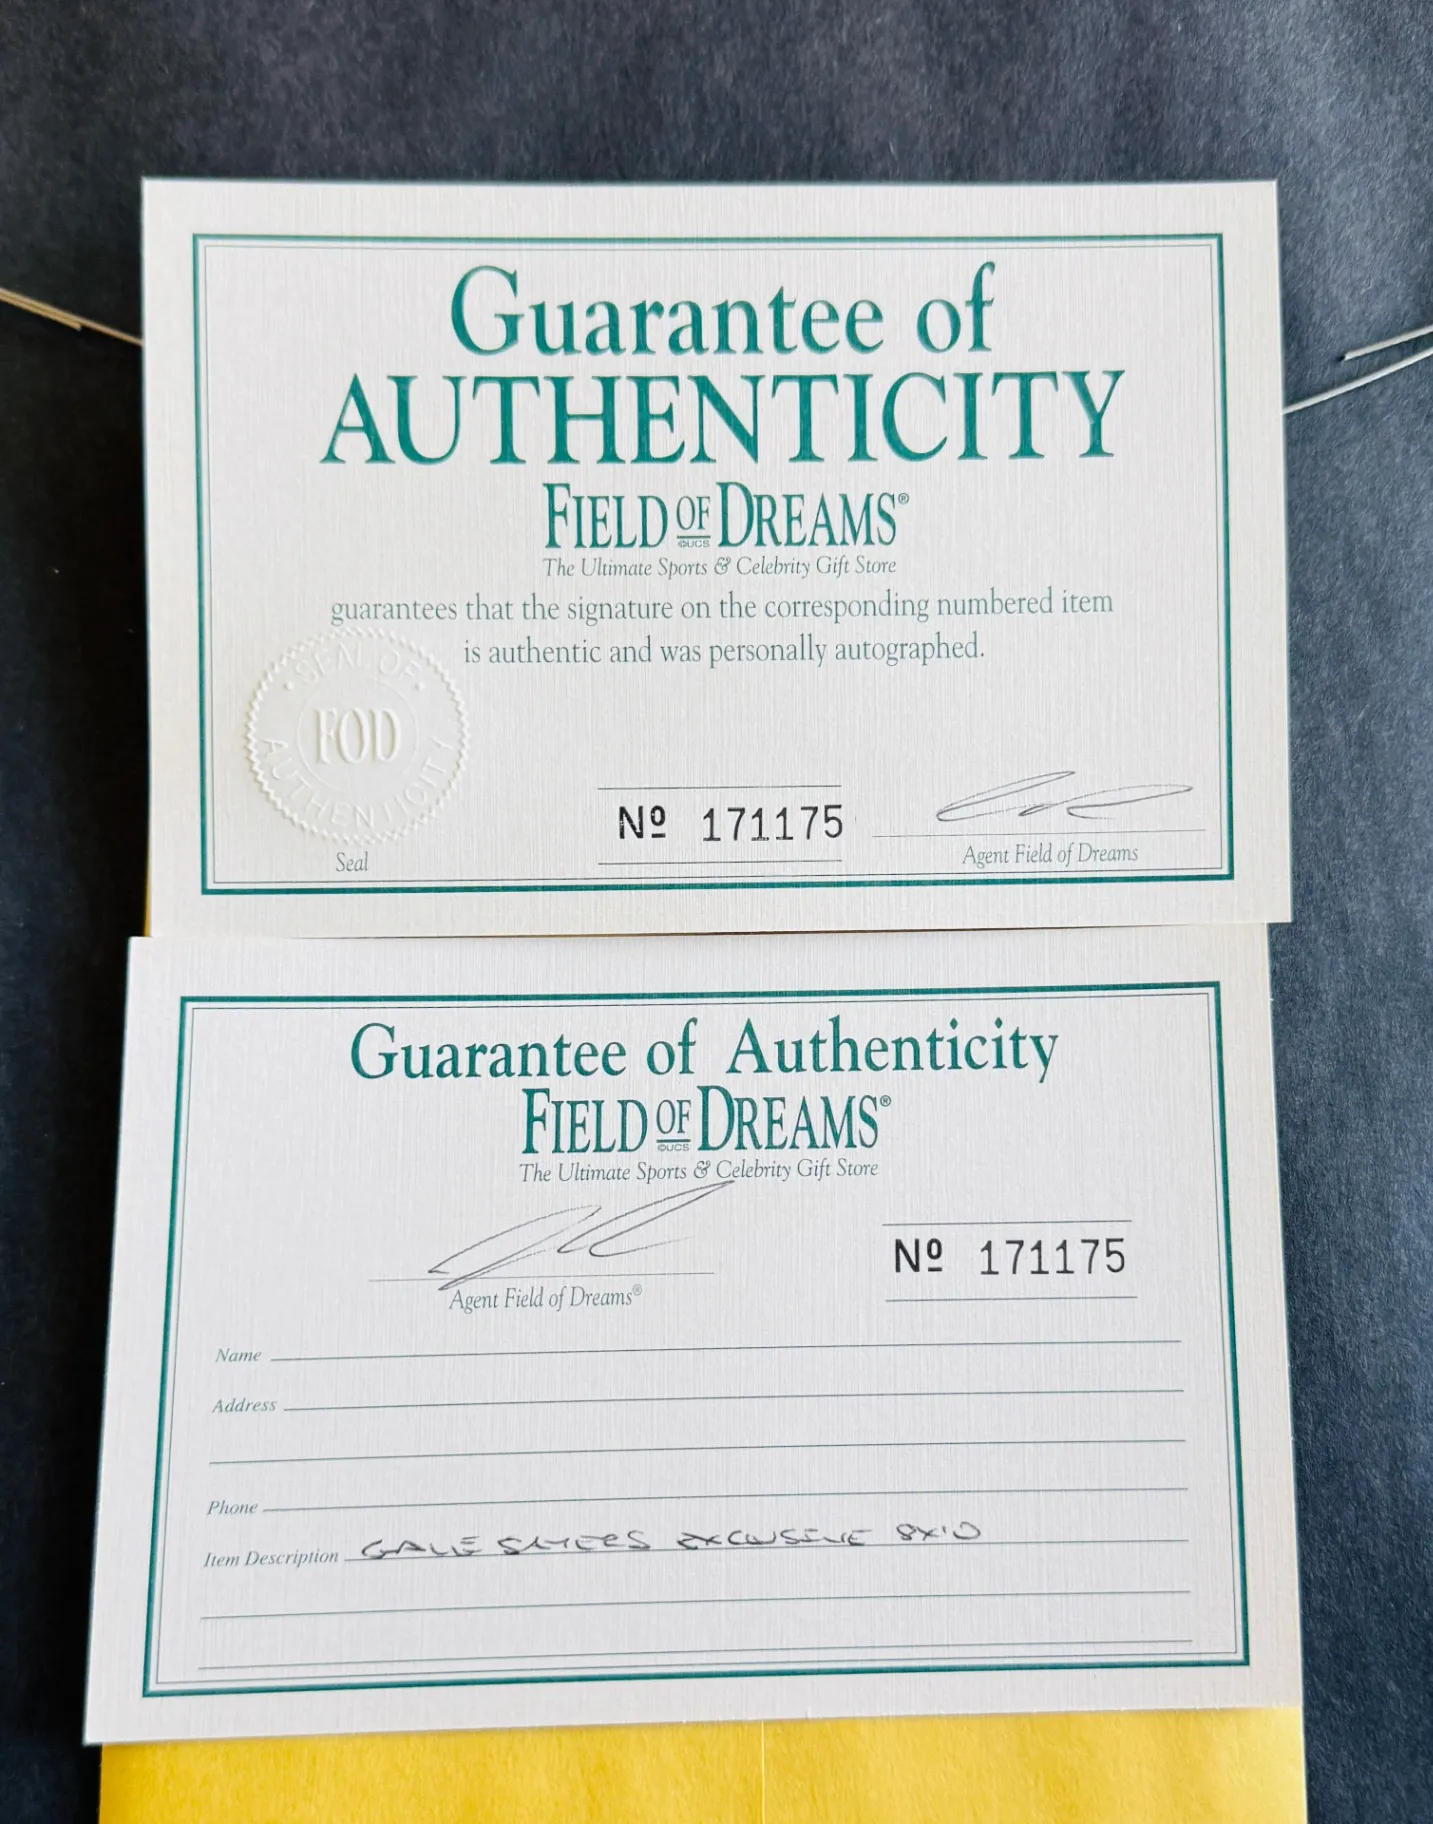 Guarantee of
AUTHENTICITY
FIELD OF DREAMS®
©UCS
The Ultimate Sports & Celebrity Gift Store
guarantees that the signature on the corresponding numbered item
is authentic and was personally autographed.
SEAL OF
FOD
AUTHENTICITY
Seal
Nº 171175
Agent Field of Dreams
Guarantee of Authenticity
FIELD OF DREAMS®
©UCS
The Ultimate Sports & Celebrity Gift Store
Nº 171175
Agent Field of Dreams®
Name
Address
Phone
Item Description GALE SAYERS EXCLUSIVE 8X10